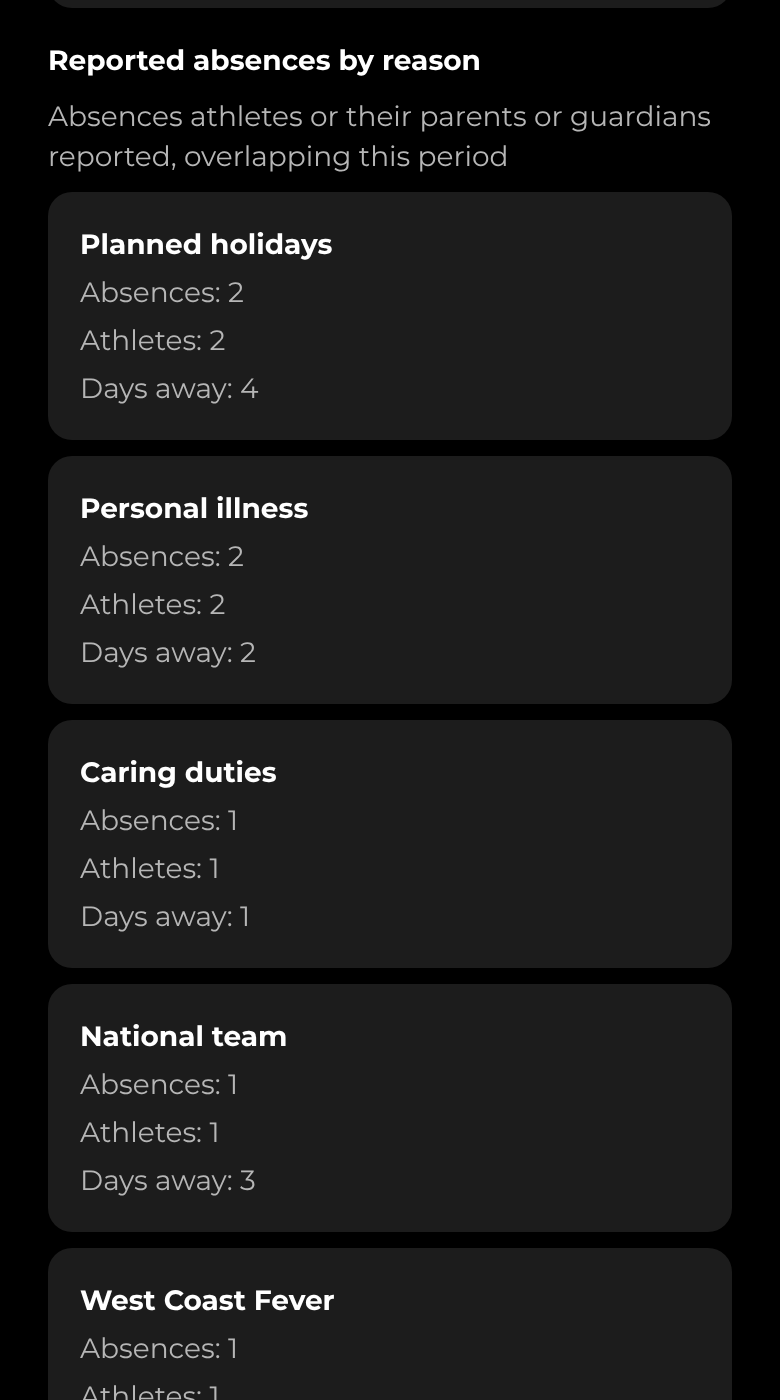 Reported absences by reason
Absences athletes or their parents or guardians
reported, overlapping this period
Planned holidays
Absences: 2
Athletes: 2
Days away: 4
Personal illness
Absences: 2
Athletes: 2
Days away: 2
Caring duties
Absences: 1
Athletes: 1
Days away: 1
National team
Absences: 1
Athletes: 1
Days away: 3
West Coast Fever
Absences: 1
Athletes: 1